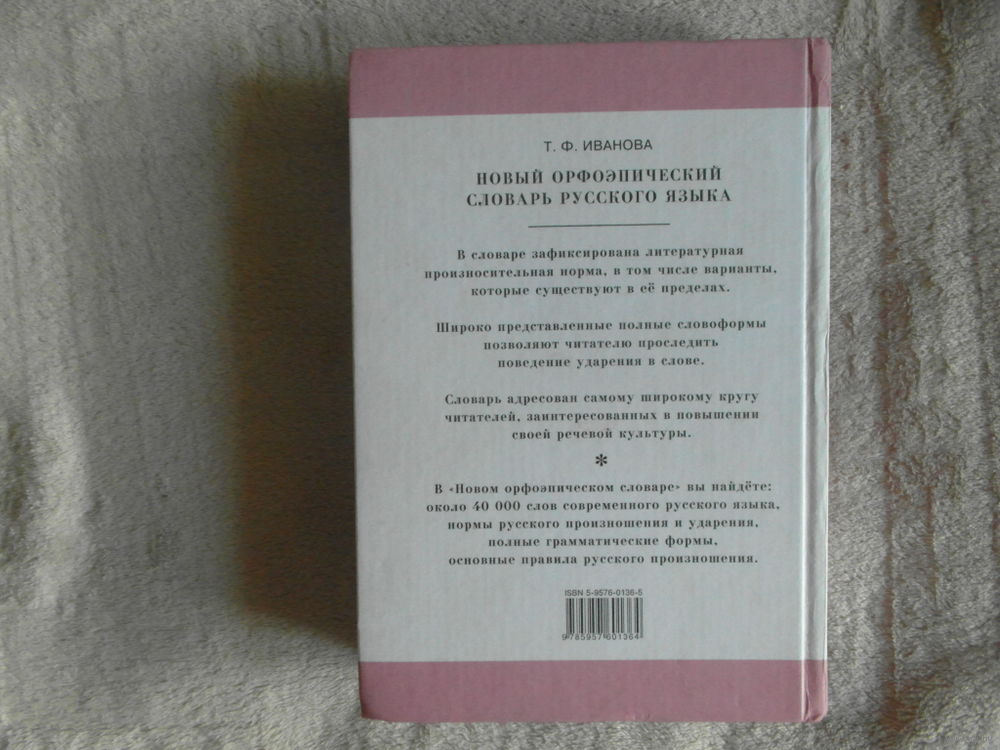 Т. Ф. ИВАНОВА
НОВЫЙ ОРФОЭПИЧЕСКИЙ
СЛОВАРЬ РУССКОГО ЯЗЫКА
В словаре зафиксирована литературная
произносительная норма, в том числе варианты,
которые существуют в её пределах.
Широко представленные полные словоформы
позволяют читателю проследить
поведение ударения в слове.
Словарь адресован самому широкому кругу
читателей, заинтересованных в повышении
своей речевой культуры.
*
В «Новом орфоэпическом словаре» вы найдёте:
около 40 000 слов современного русского языка,
нормы русского произношения и ударения,
полные грамматические формы,
основные правила русского произношения.
ISBN 5-9576-0136-5
9 785957 601364